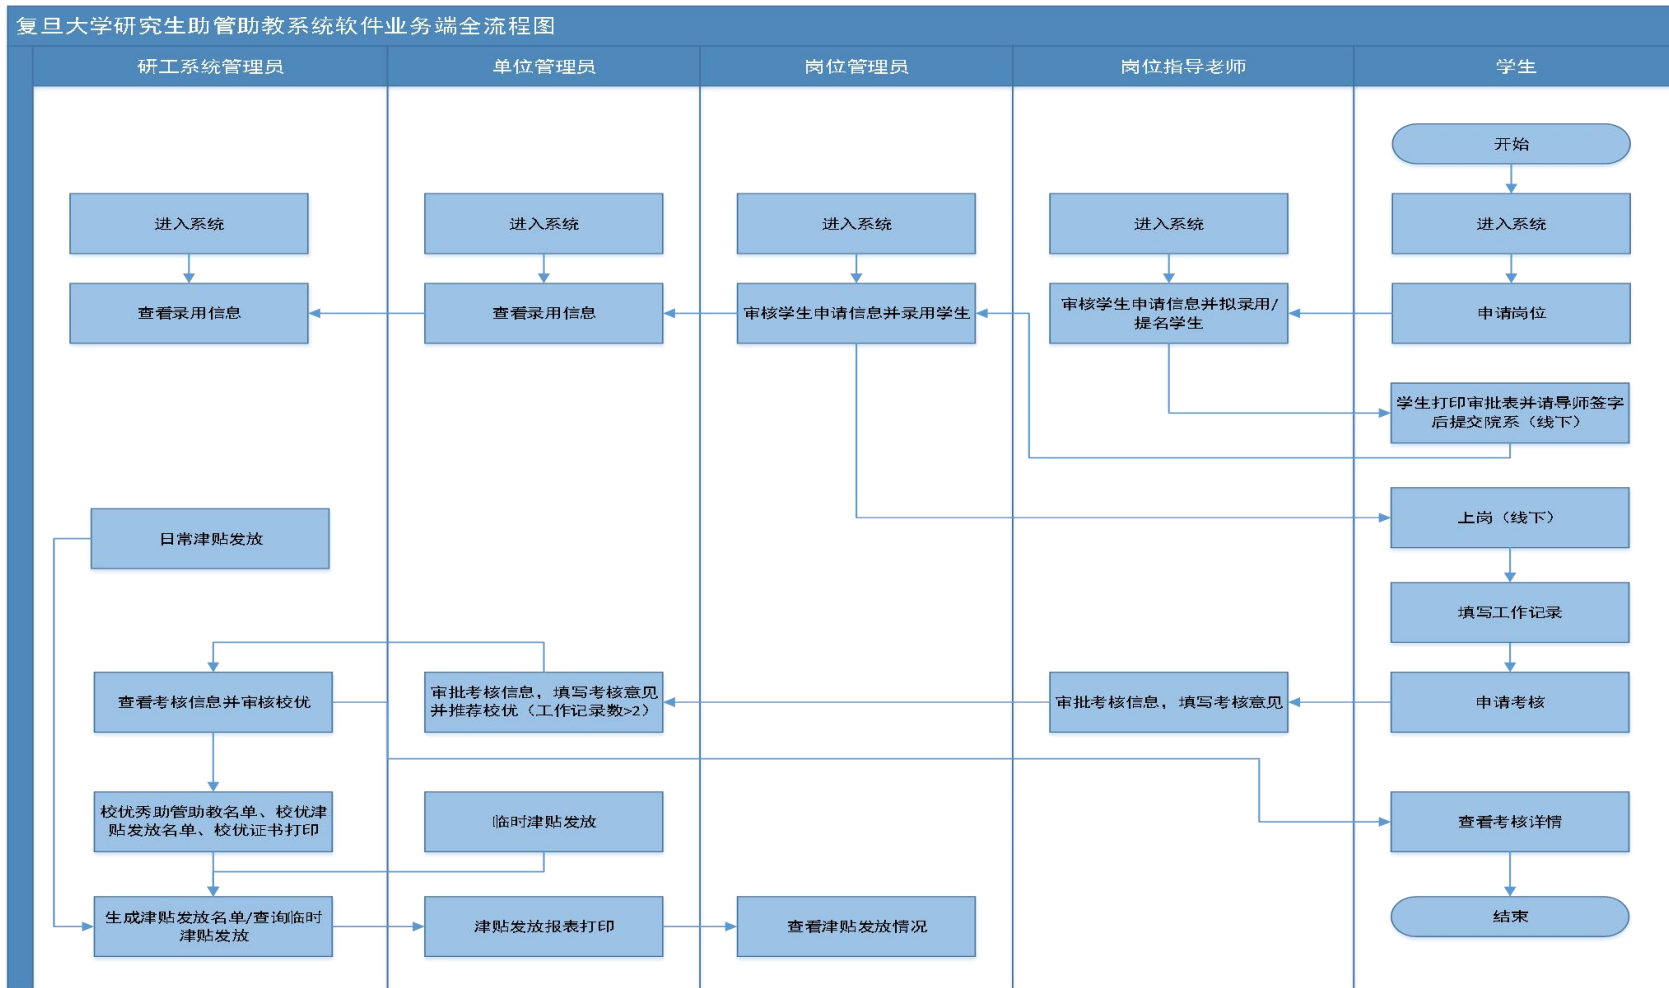 复旦大学研究生助管助教系统软件业务端全流程图
研工系统管理员
单位管理员
岗位管理员
岗位指导老师
学生
开始
进入系统
进入系统
进入系统
进入系统
进入系统
查看录用信息
查看录用信息
审核学生申请信息并录用学生
审核学生申请信息并拟录用/
提名学生
申请岗位
学生打印审批表并请导师签字
后提交院系（线下）
上岗（线下）
日常津贴发放
填写工作记录
查看考核信息并审核校优
审批考核信息，填写考核意见
并推荐校优（工作记录数>2）
审批考核信息，填写考核意见
申请考核
校优秀助管助教名单、校优津
贴发放名单、校优证书打印
临时津贴发放
查看考核详情
生成津贴发放名单/查询临时
津贴发放
津贴发放报表打印
查看津贴发放情况
结束